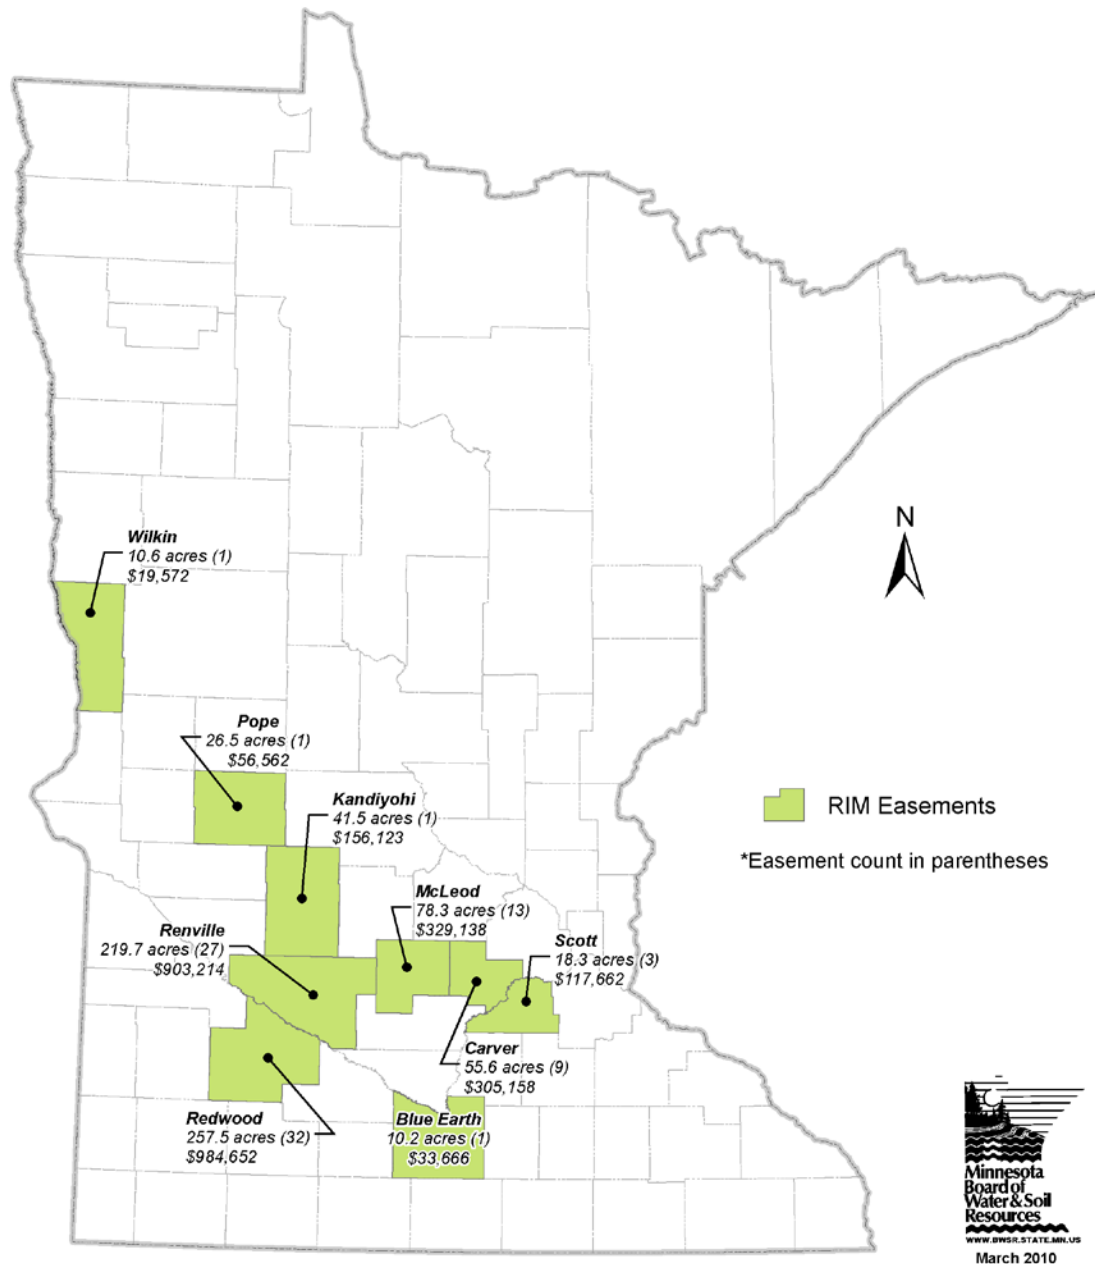 N
Wilkin
10.6 acres (1)
$19,572
Pope
26.5 acres (1)
$56,562
Kandiyohi
41.5 acres (1)
$156,123
RIM Easements
*Easement count in parentheses
McLeod
78.3 acres (13)
$329,138
Renville
219.7 acres (27)
$903,214
Scott
18.3 acres (3)
$117,662
Carver
55.6 acres (9)
$305,158
Redwood
257.5 acres (32)
$984,652
Blue Earth
10.2 acres (1)
$33,666
Minnesota
Board of
Water & Soil
Resources
WWW.BWSR.STATE.MN.US
March 2010